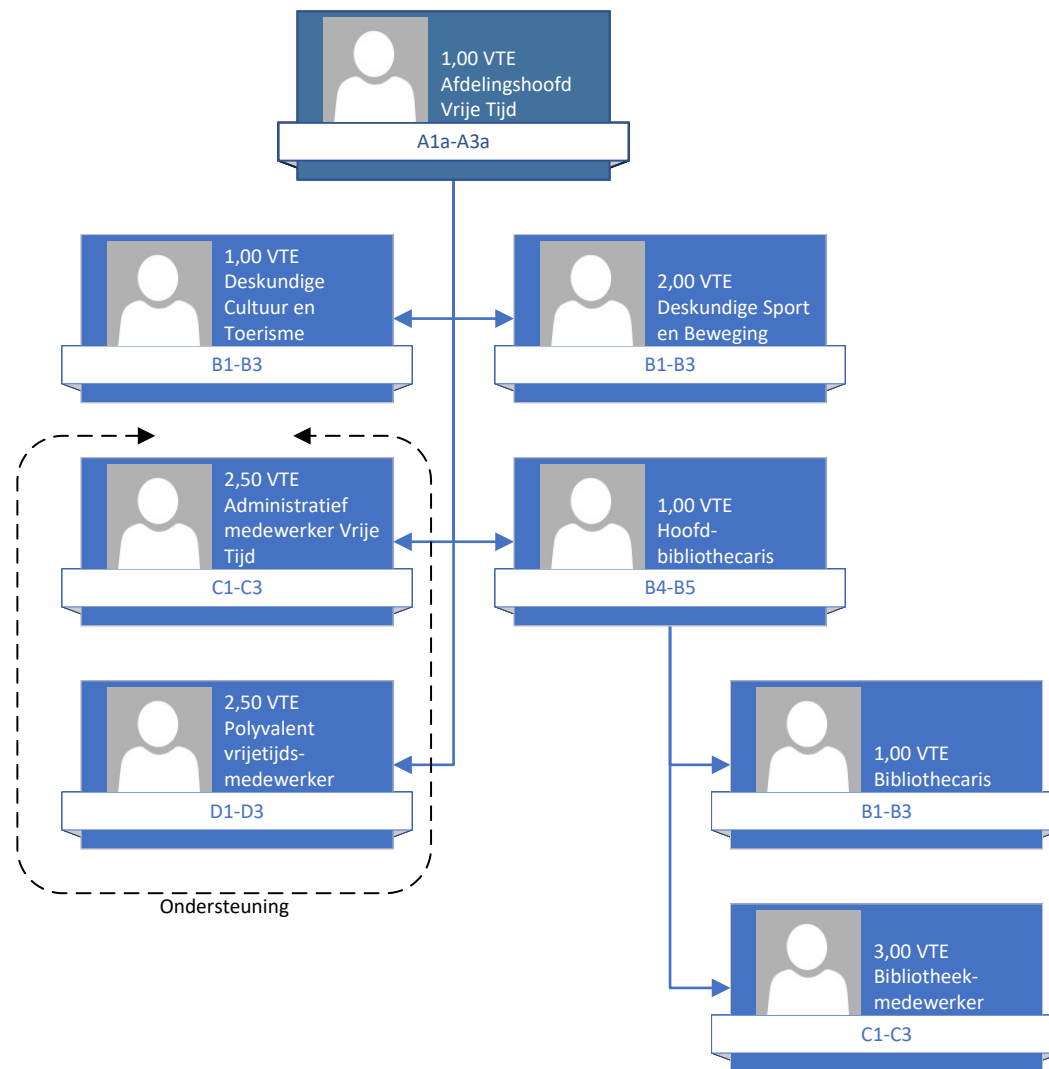 1,00 VTE
Afdelingshoofd
Vrije Tijd
A1a-A3a
1,00 VTE
Deskundige
Cultuur en
Toerisme
B1-B3
2,00 VTE
Deskundige Sport
en Beweging
B1-B3
2,50 VTE
Administratief
medewerker Vrije
Tijd
C1-C3
1,00 VTE
Hoofd-
bibliothecaris
B4-B5
2,50 VTE
Polyvalent
vrijetijds-
medewerker
D1-D3
1,00 VTE
Bibliothecaris
B1-B3
Ondersteuning
3,00 VTE
Bibliotheek-
medewerker
C1-C3